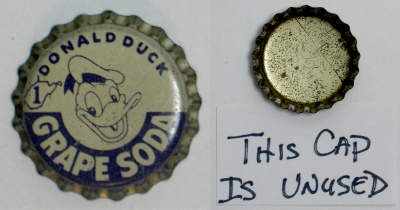 DONALD DUCK
1
GRAPE SODA
THIS CAP
IS UNUSED